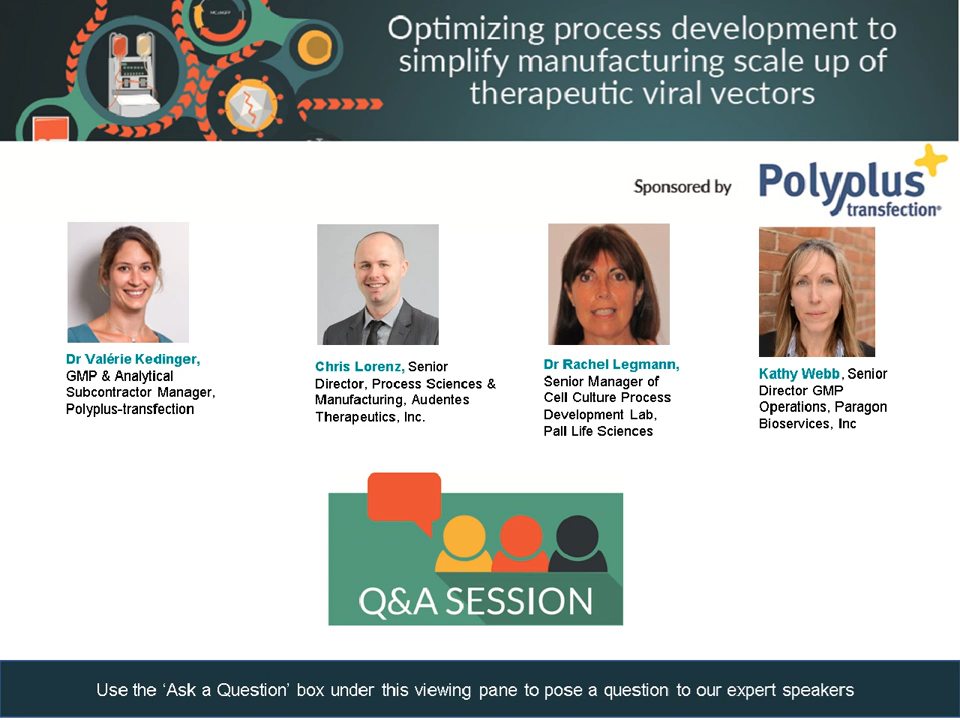 Optimizing process development to
simplify manufacturing scale up of
therapeutic viral vectors
Sponsored by
Polyplus
transfection®
Dr Valérie Kedinger,
GMP & Analytical
Subcontractor Manager,
Polyplus-transfection
Chris Lorenz, Senior
Director, Process Sciences &
Manufacturing, Audentes
Therapeutics, Inc.
Dr Rachel Legmann,
Senior Manager of
Cell Culture Process
Development Lab,
Pall Life Sciences
Kathy Webb, Senior
Director GMP
Operations, Paragon
Bioservices, Inc
Q&A SESSION
Use the ‘Ask a Question’ box under this viewing pane to pose a question to our expert speakers